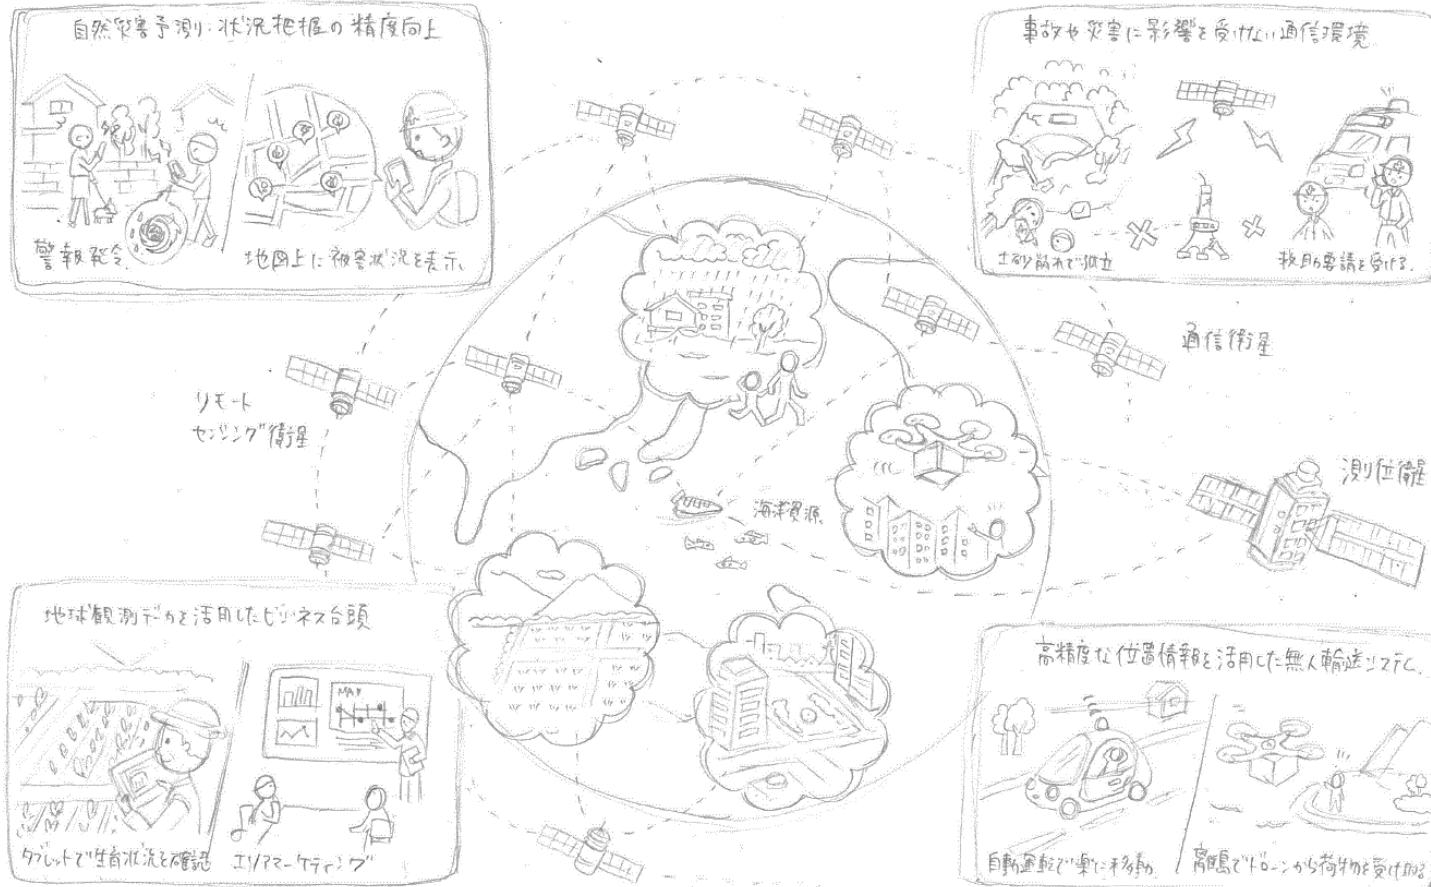 自然災害予測・状況把握の精度向上
警報発令
地図上に被害状況を表示
事故や災害に影響を受けない通信環境
土砂崩れで孤立
救助要請を受ける
通信衛星
リモート
センシング衛星
測位衛星
海洋資源
地球観測データを活用したビジネス台頭
MAP
タブレットで生育状況を確認
エリアマーケティング
高精度な位置情報を活用した無人輸送システム
自動運転で楽に移動
離島でドローンから荷物を受け取る